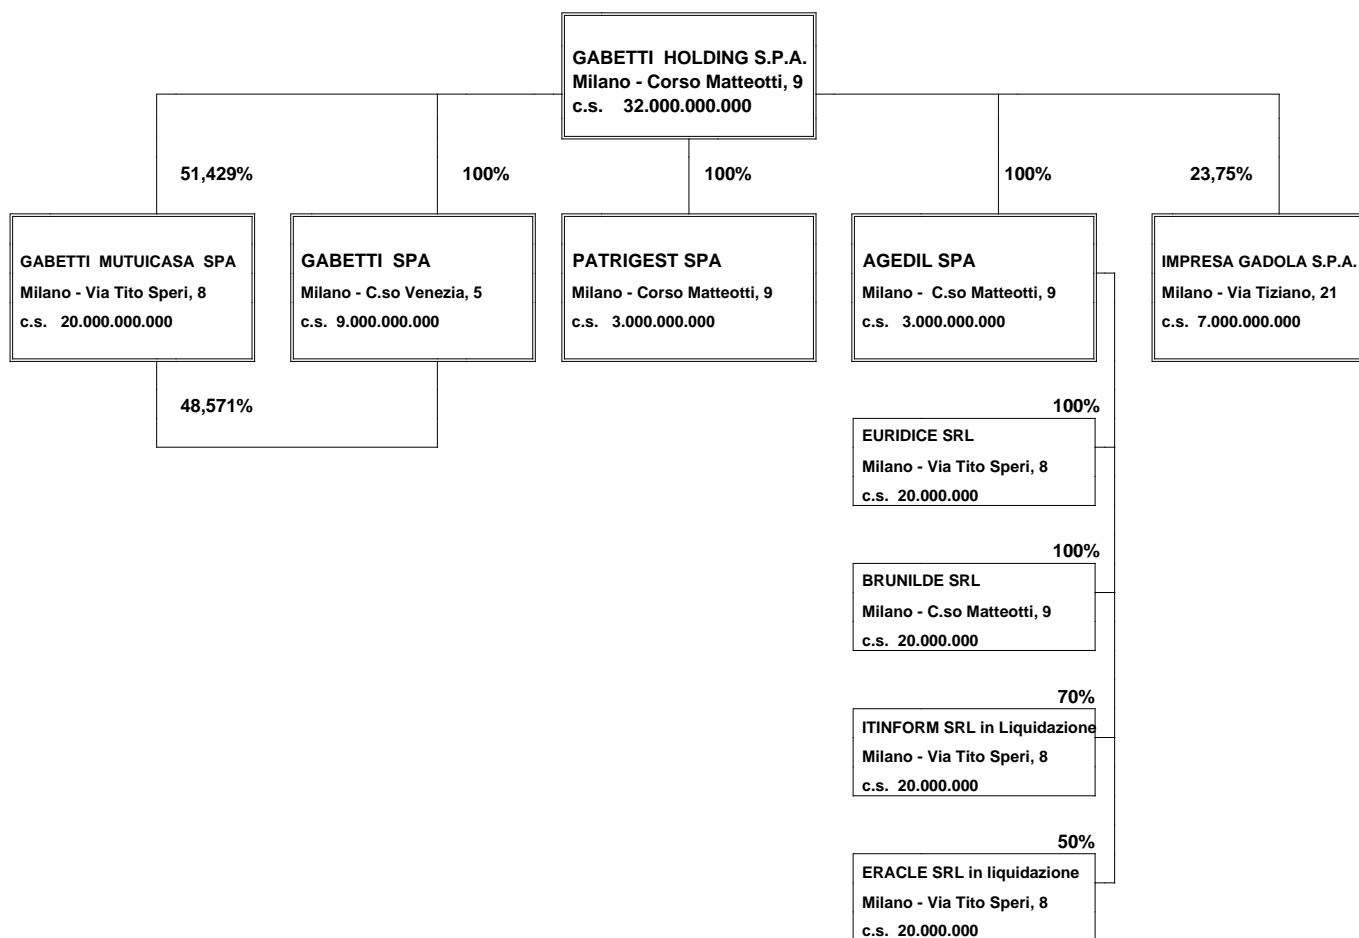 GABETTI HOLDING S.P.A.
Milano - Corso Matteotti, 9
c.s. 32.000.000.000
51,429%
100%
100%
100%
23,75%
GABETTI MUTUICASA SPA
Milano - Via Tito Speri, 8
c.s. 20.000.000.000
GABETTI SPA
Milano - C.so Venezia, 5
c.s. 9.000.000.000
PATRIGEST SPA
Milano - Corso Matteotti, 9
c.s. 3.000.000.000
AGEDIL SPA
Milano - C.so Matteotti, 9
c.s. 3.000.000.000
IMPRESA GADOLA S.P.A.
Milano - Via Tiziano, 21
c.s. 7.000.000.000
48,571%
100%
EURIDICE SRL
Milano - Via Tito Speri, 8
c.s. 20.000.000
100%
BRUNILDE SRL
Milano - C.so Matteotti, 9
c.s. 20.000.000
70%
ITINFORM SRL in Liquidazione
Milano - Via Tito Speri, 8
c.s. 20.000.000
50%
ERACLE SRL in liquidazione
Milano - Via Tito Speri, 8
c.s. 20.000.000